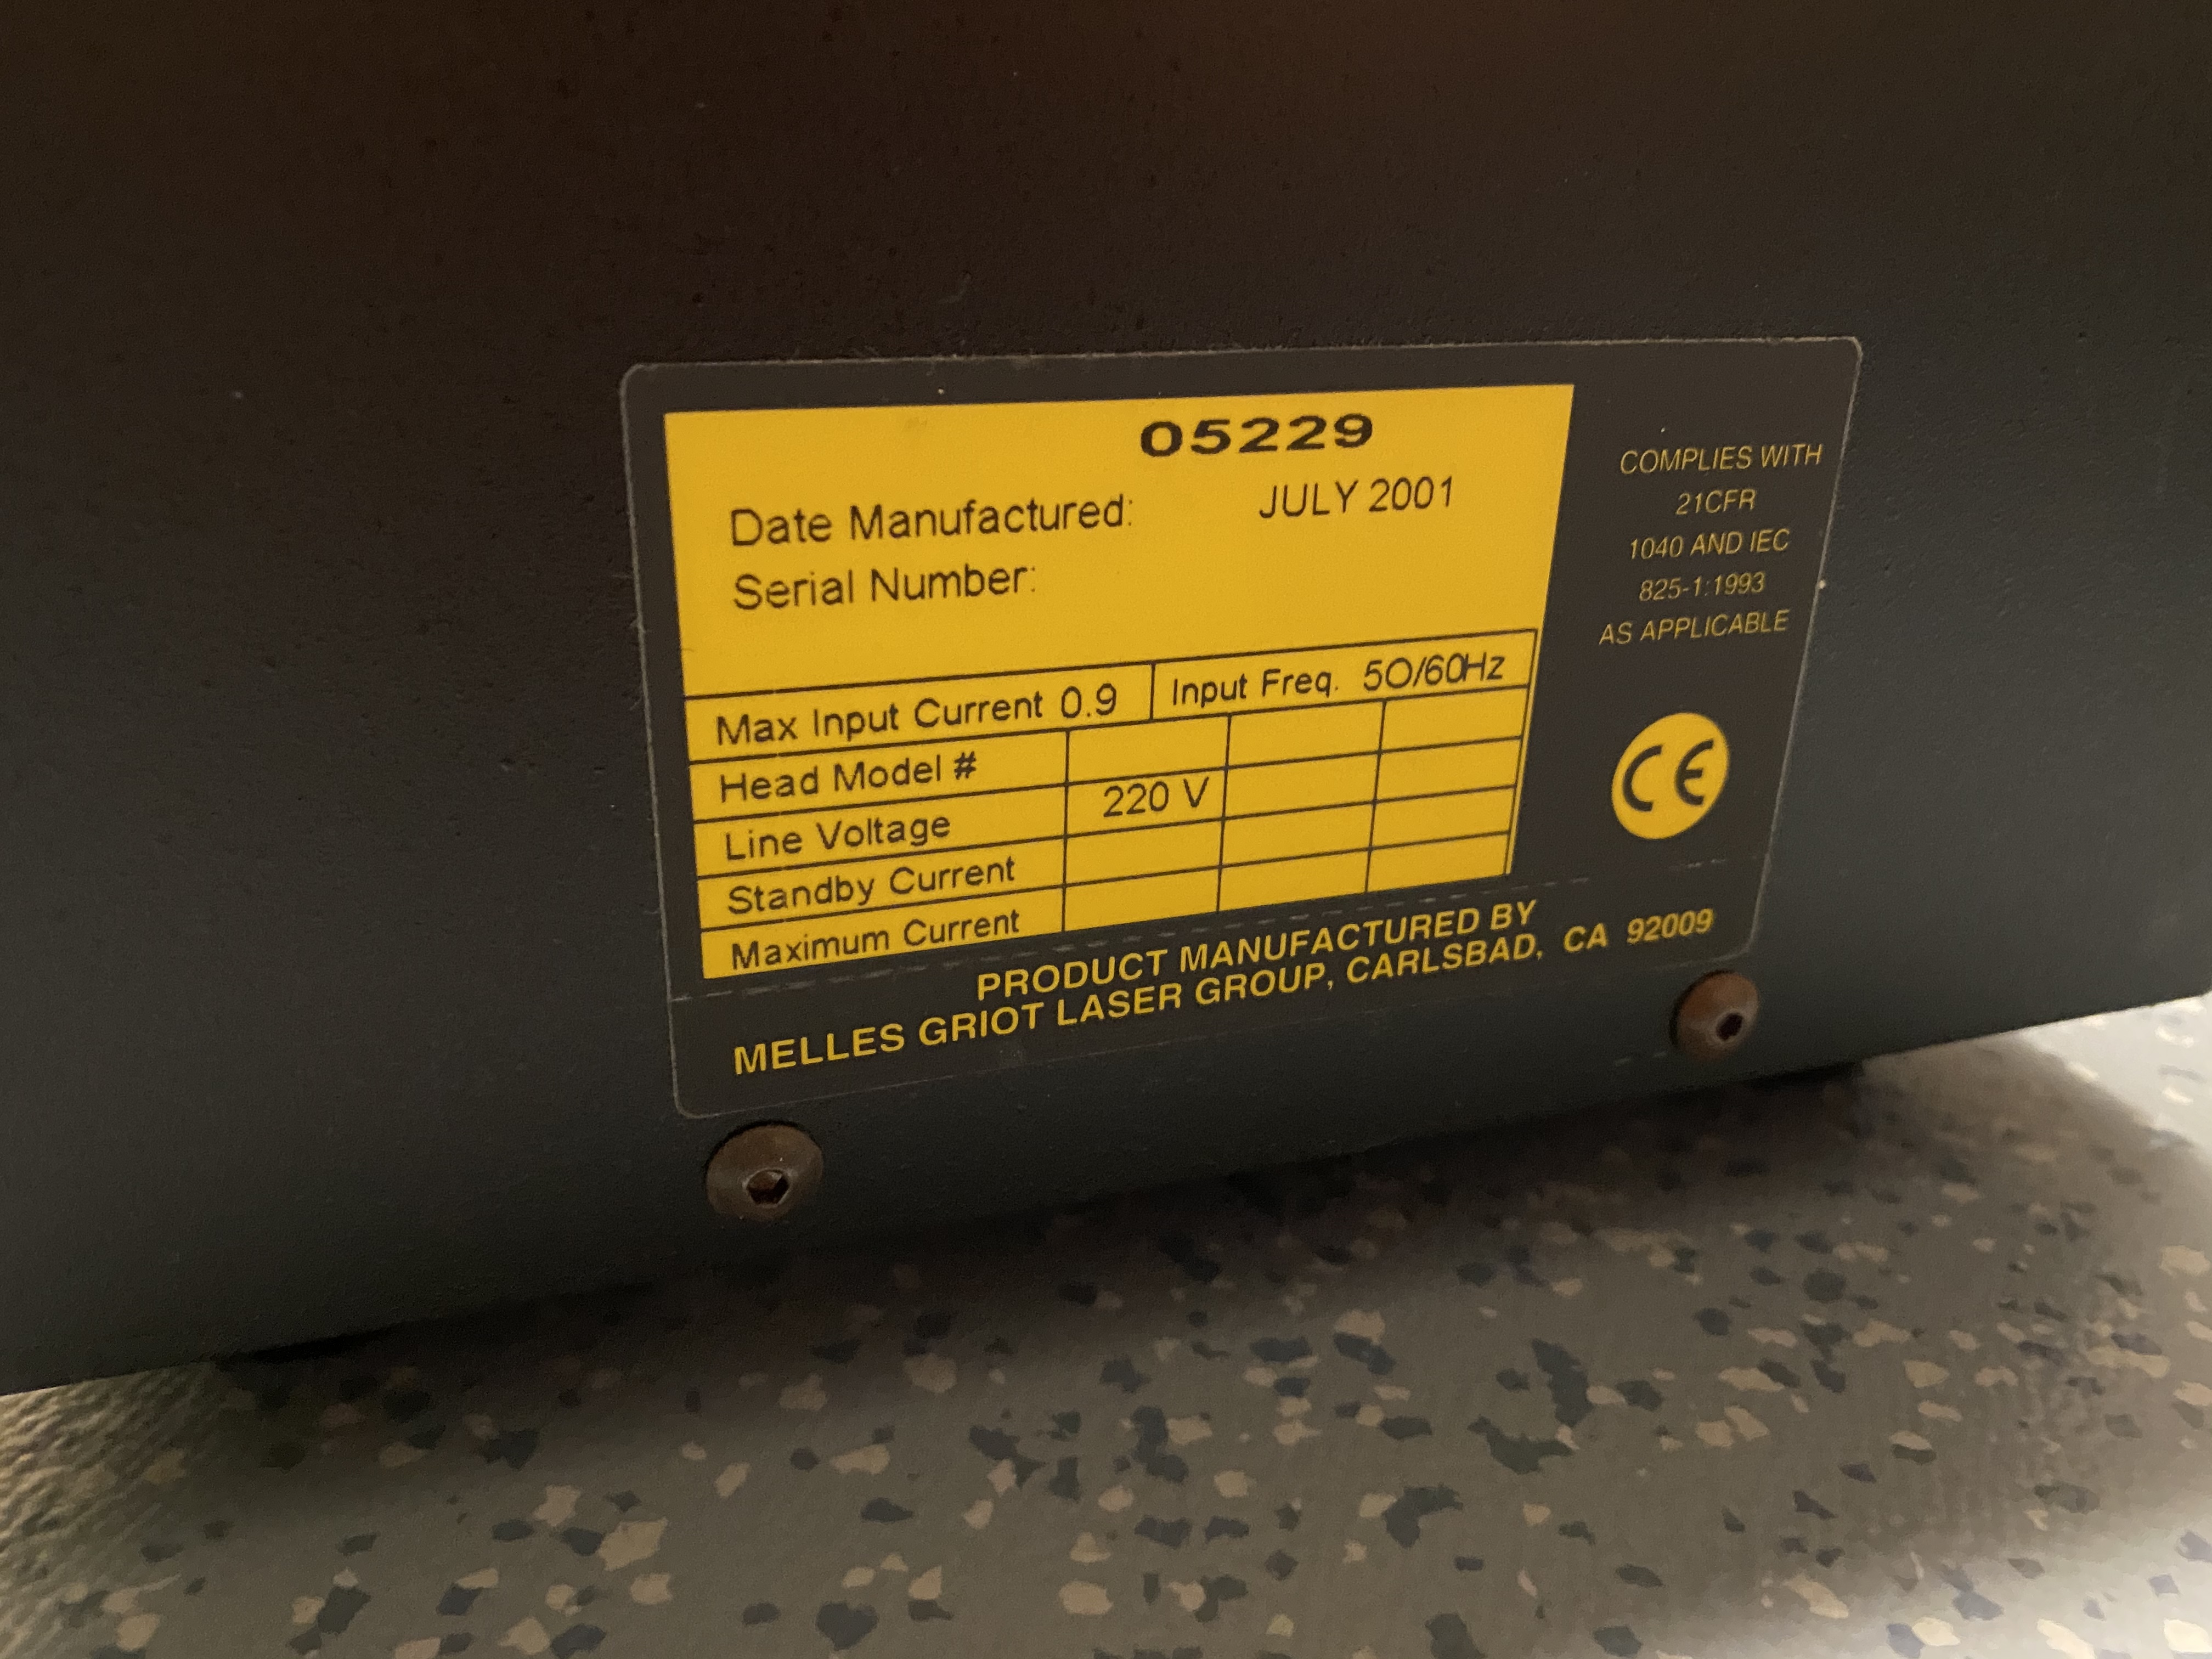 05229
Date Manufactured: JULY 2001
Serial Number:
Max Input Current 0.9 Input Freq. 50/60Hz
Head Model #
Line Voltage 220 V
Standby Current
Maximum Current
COMPLIES WITH
21CFR
1040 AND IEC
825-1:1993
AS APPLICABLE
CE
PRODUCT MANUFACTURED BY
MELLES GRIOT LASER GROUP, CARLSBAD, CA 92009